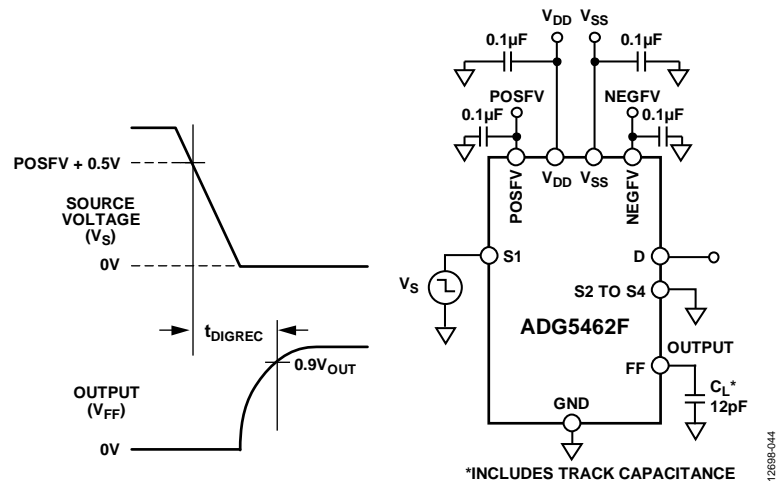 POSFV + 0.5V
SOURCE
VOLTAGE
(VS)
0V
tDIGREC
0.9VOUT
OUTPUT
(VFF)
0V
VDD VSS
0.1µF 0.1µF
POSFV NEGFV
0.1µF 0.1µF
POSFV VDD VSS NEGFV
S1 D
VS
S2 TO S4
ADG5462F
OUTPUT
FF
CL*
12pF
GND
*INCLUDES TRACK CAPACITANCE
12698-044